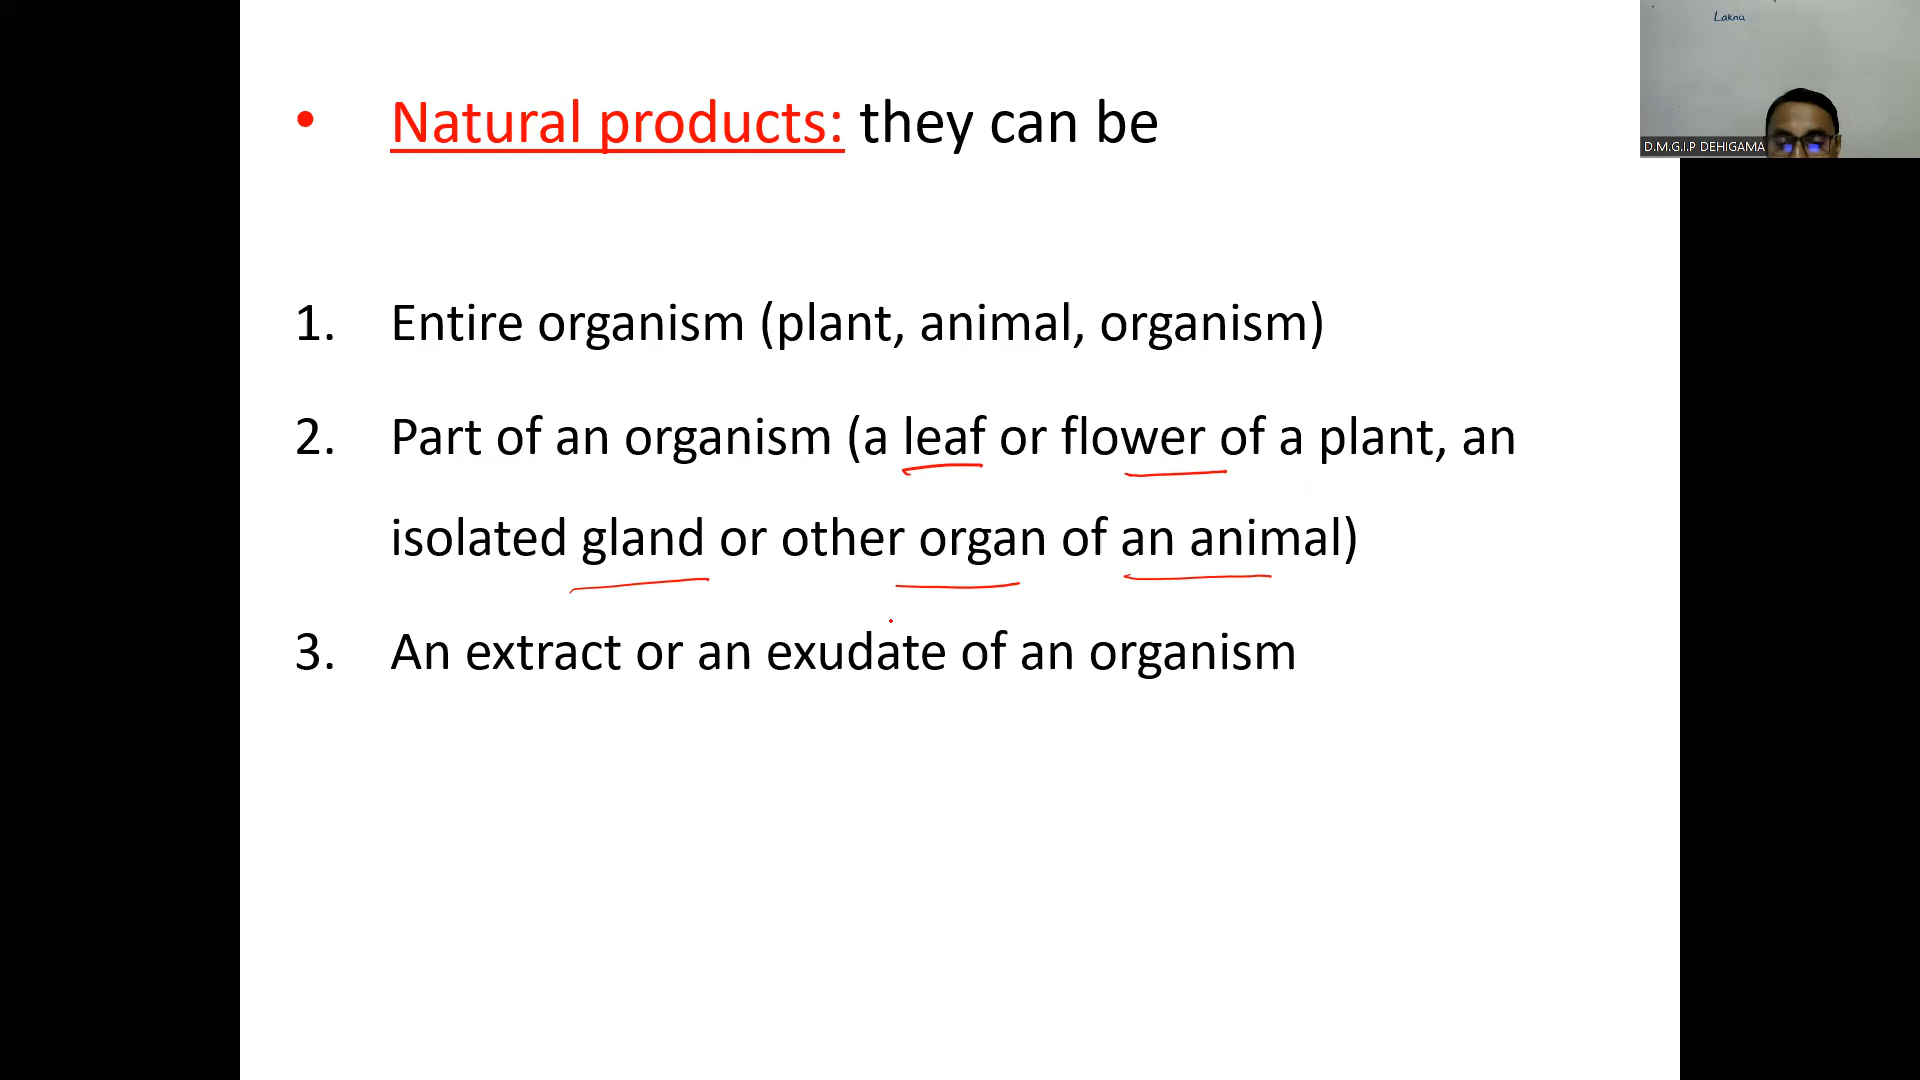 Lakna
D.M.G.I.P DEHIGAMA
• Natural products: they can be
1. Entire organism (plant, animal, organism)
2. Part of an organism (a leaf or flower of a plant, an
isolated gland or other organ of an animal)
3. An extract or an exudate of an organism